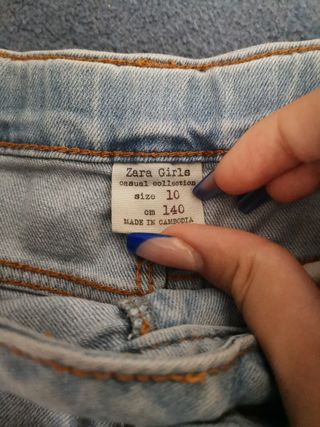 Zara Girls
casual collection
size 10
cm 140
MADE IN CAMBODIA